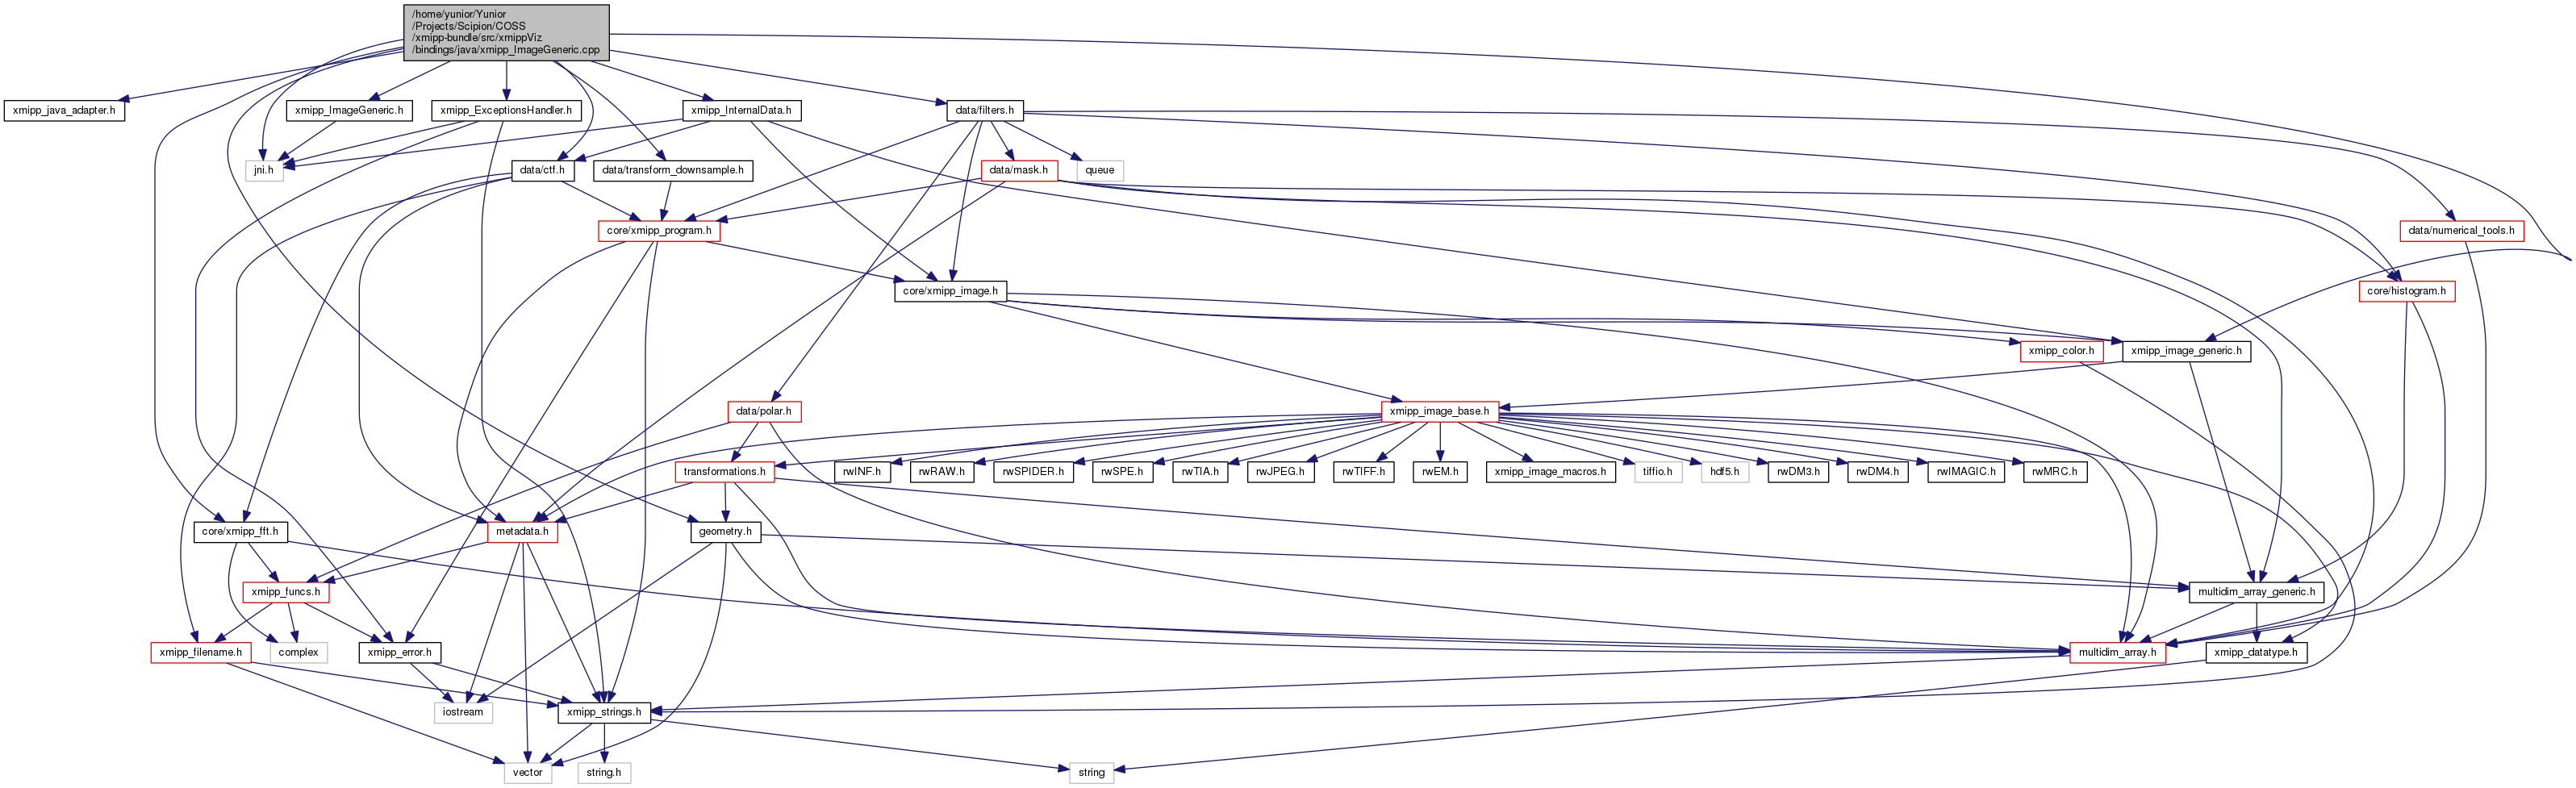 /home/yunior/Yunior
/Projects/Scipion/COSS
/xmipp-bundle/src/xmippViz
/bindings/java/xmipp_ImageGeneric.cpp
xmipp_java_adapter.h
xmipp_ImageGeneric.h
xmipp_ExceptionsHandler.h
xmipp_InternalData.h
data/filters.h
jni.h
data/ctf.h
data/transform_downsample.h
data/mask.h
queue
core/xmipp_program.h
data/numerical_tools.h
core/xmipp_image.h
core/histogram.h
xmipp_color.h
xmipp_image_generic.h
data/polar.h
xmipp_image_base.h
transformations.h
rwINF.h
rwRAW.h
rwSPIDER.h
rwSPE.h
rwTIA.h
rwJPEG.h
rwTIFF.h
rwEM.h
xmipp_image_macros.h
tiffio.h
hdf5.h
rwDM3.h
rwDM4.h
rwIMAGIC.h
rwMRC.h
core/xmipp_fft.h
metadata.h
geometry.h
xmipp_funcs.h
multidim_array_generic.h
xmipp_filename.h
complex
xmipp_error.h
multidim_array.h
xmipp_datatype.h
iostream
xmipp_strings.h
vector
string.h
string